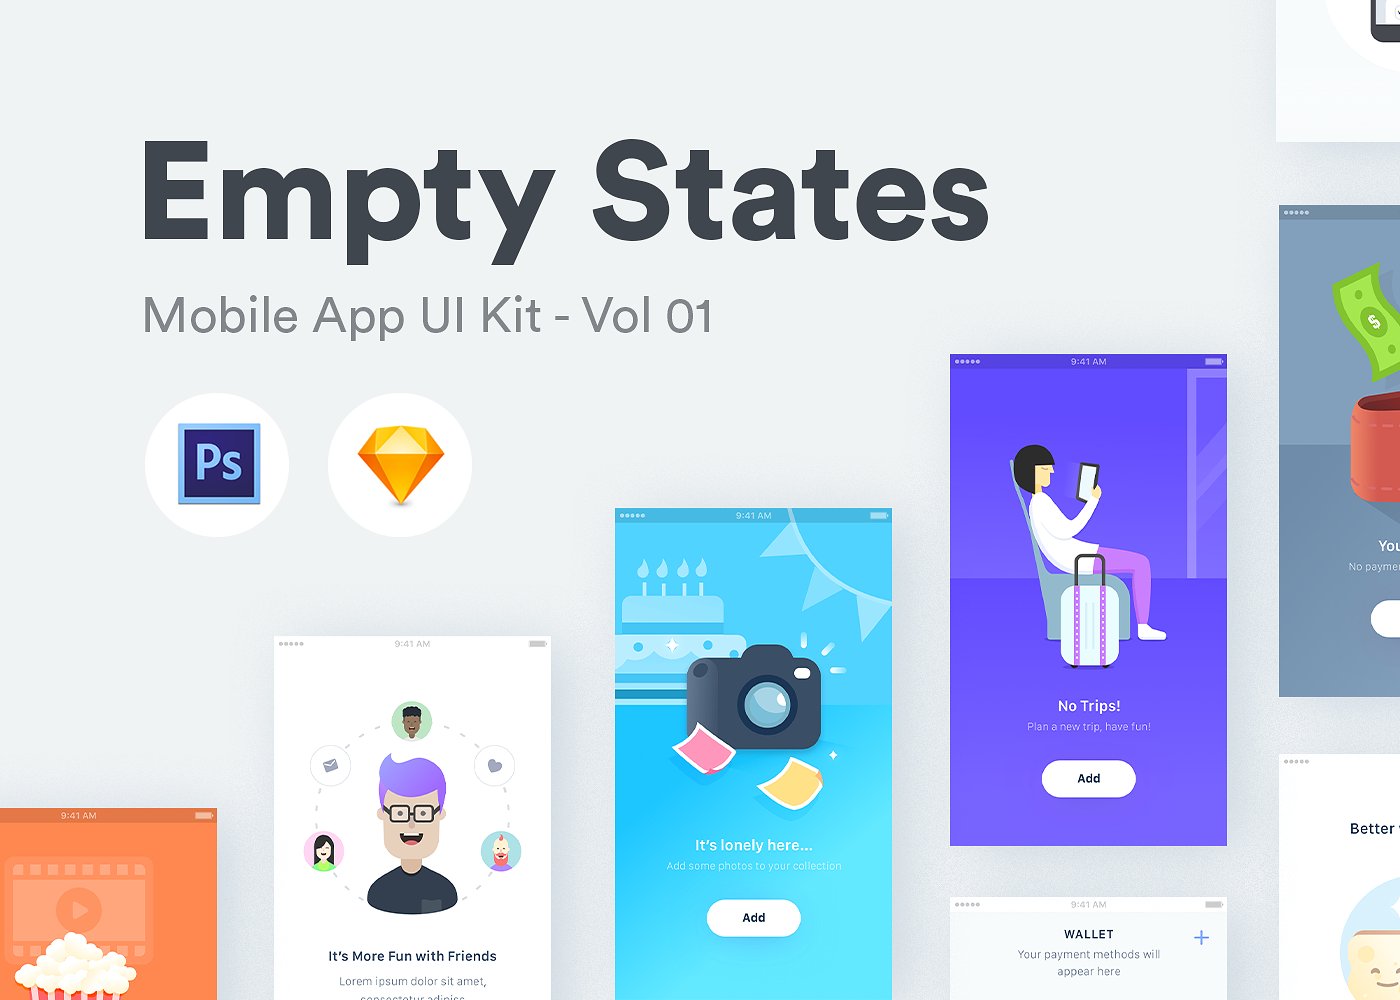 Empty States
Mobile App UI Kit - Vol 01
Ps
9:41 AM
9:41 AM
It's More Fun with Friends
Lorem ipsum dolor sit amet,
consectetur adipisc
9:41 AM
It's lonely here...
Add some photos to your collection
Add
9:41 AM
No Trips!
Plan a new trip, have fun!
Add
9:41 AM
WALLET
Your payment methods will
appear here
$
You
No paymen
Better